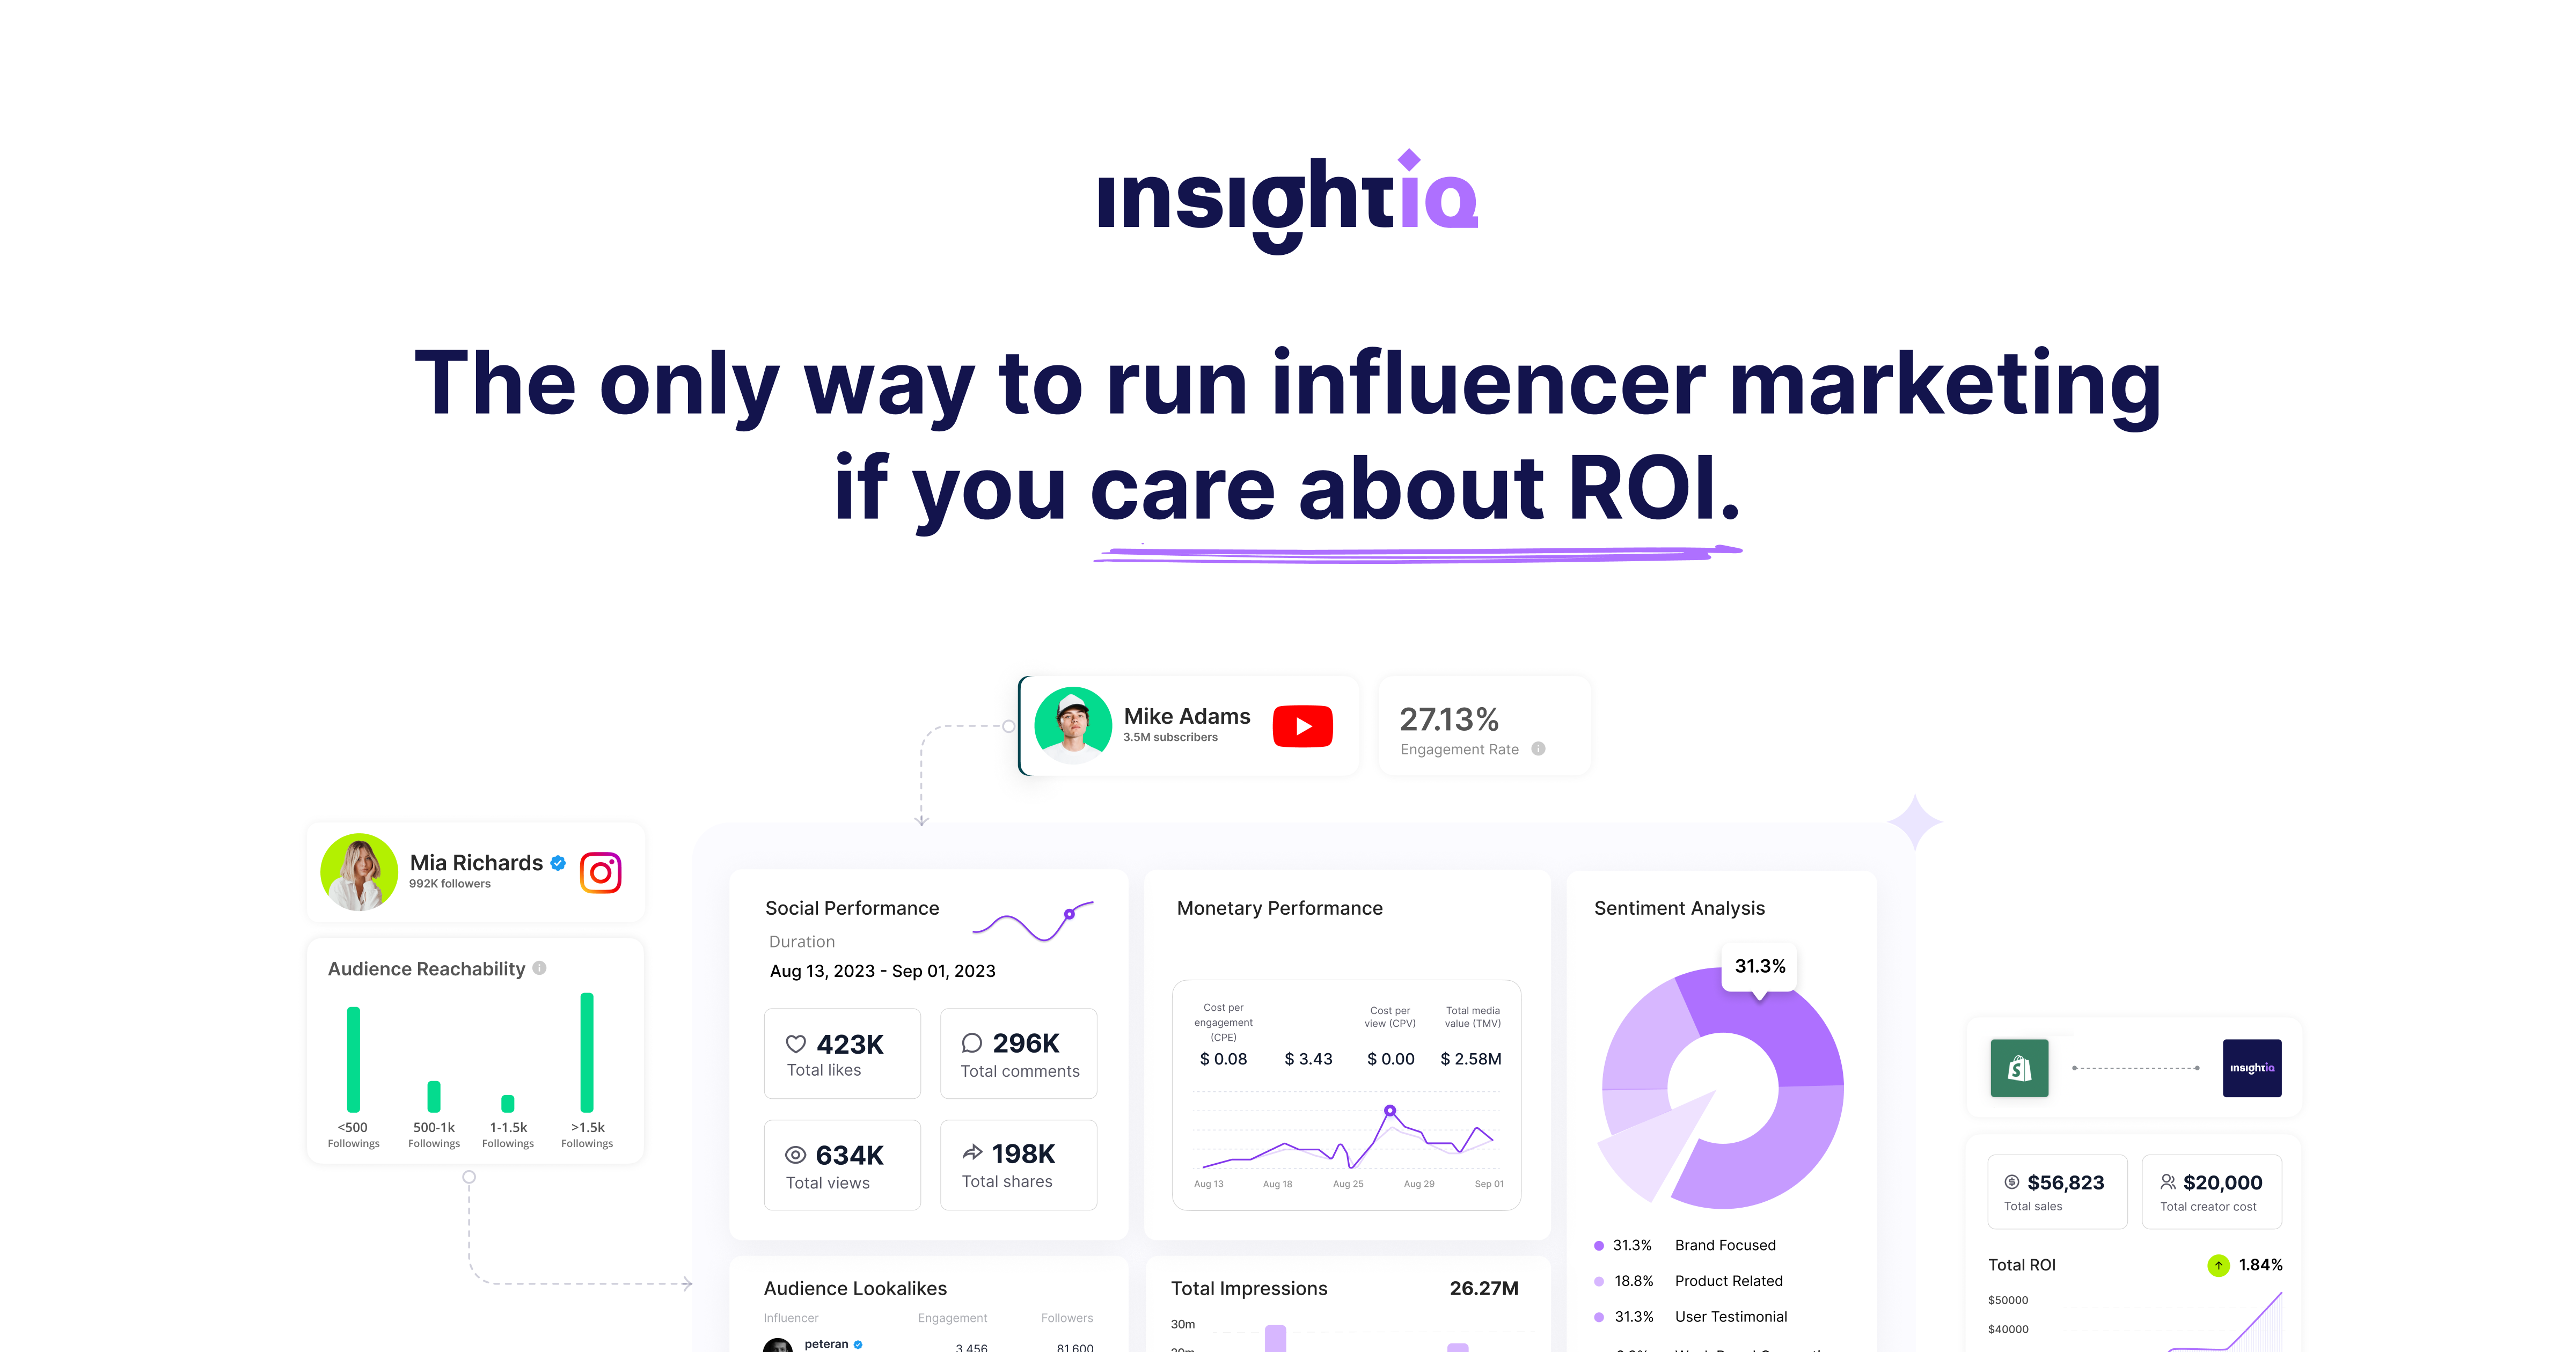 insightiq
The only way to run influencer marketing
if you care about ROI.
Mike Adams
3.5M subscribers
27.13%
Engagement Rate
Mia Richards
992K followers
Audience Reachability
<500
Followings
500-1k
Followings
1-1.5k
Followings
>1.5k
Followings
Social Performance
Duration
Aug 13, 2023 - Sep 01, 2023
423K
Total likes
296K
Total comments
634K
Total views
198K
Total shares
Monetary Performance
Cost per
engagement
(CPE)
$ 0.08
$ 3.43
Cost per
view (CPV)
$ 0.00
Total media
value (TMV)
$ 2.58M
Aug 13
Aug 18
Aug 25
Aug 29
Sep 01
Sentiment Analysis
31.3%
31.3% Brand Focused
18.8% Product Related
31.3% User Testimonial
Audience Lookalikes
Influencer Engagement Followers
peteran 3,456 81,600
Total Impressions 26.27M
30m
insightiq
$56,823
Total sales
$20,000
Total creator cost
Total ROI 1.84%
$50000
$40000